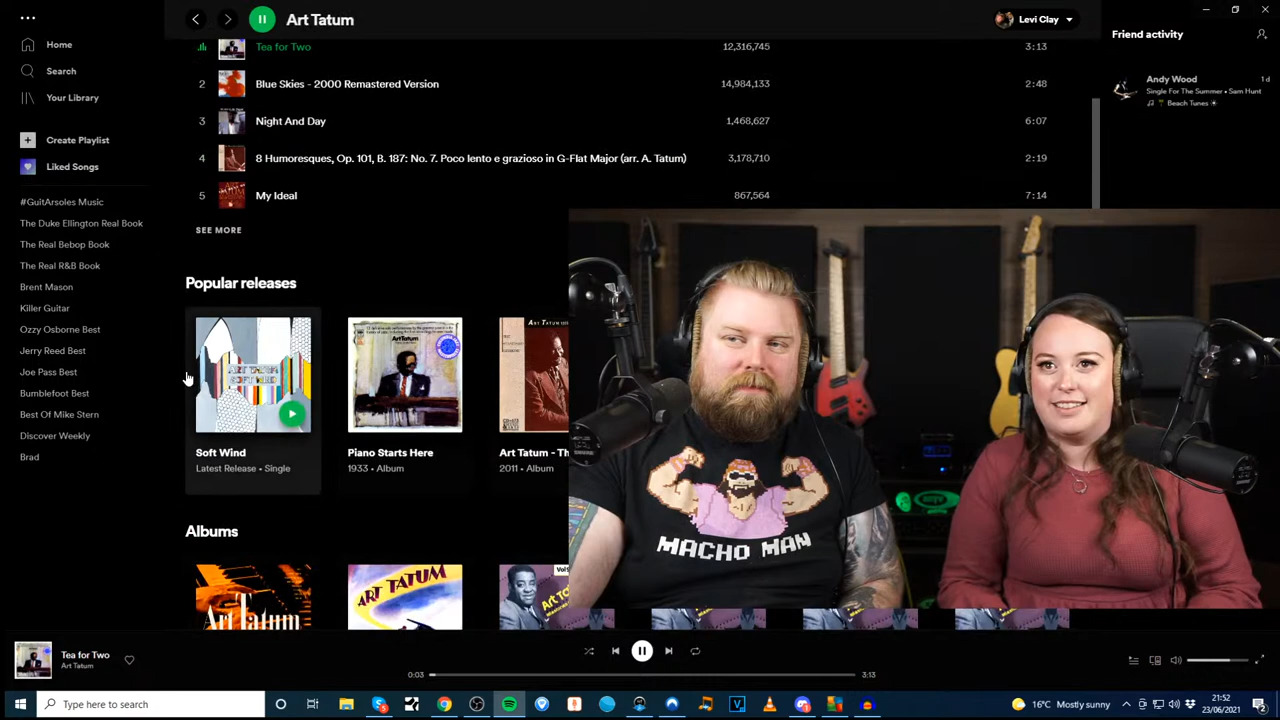 Art Tatum
Levi Clay
Friend activity
Home
Search
Your Library
Create Playlist
Liked Songs
#GuitArsoles Music
The Duke Ellington Real Book
The Real Bebop Book
The Real R&B Book
Brent Mason
Killer Guitar
Ozzy Osborne Best
Jerry Reed Best
Joe Pass Best
Bumblefoot Best
Best Of Mike Stern
Discover Weekly
Brad
Tea for Two 12,316,745 3:13
2 Blue Skies - 2000 Remastered Version 14,984,133 2:48
3 Night And Day 1,468,627 6:07
4 8 Humoresques, Op. 101, B. 187: No. 7. Poco lento e grazioso in G-Flat Major (arr. A. Tatum) 3,178,710 2:19
5 My Ideal 867,564 7:14
SEE MORE
Andy Wood 1 d
Single For The Summer • Sam Hunt
Beach Tunes
Popular releases
ART TATUM
SOFT WIND
Art Tatum
Soft Wind
Latest Release • Single
Piano Starts Here
1933 • Album
Art Tatum - Th
2011 • Album
MACHO MAN
Albums
Art Tatum
ART TATUM
Tea for Two
Art Tatum
0:03
3:13
Type here to search
16°C Mostly sunny
21:52
23/06/2021
2